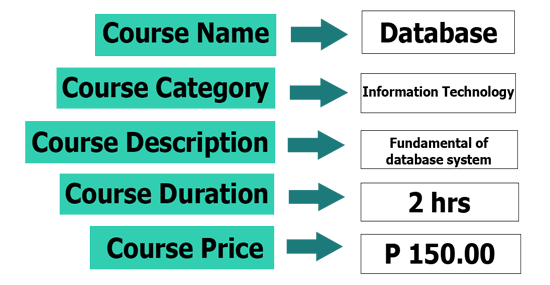 Course Name
Database
Course Category
Information Technology
Course Description
Fundamental of
database system
Course Duration
2 hrs
Course Price
P 150.00